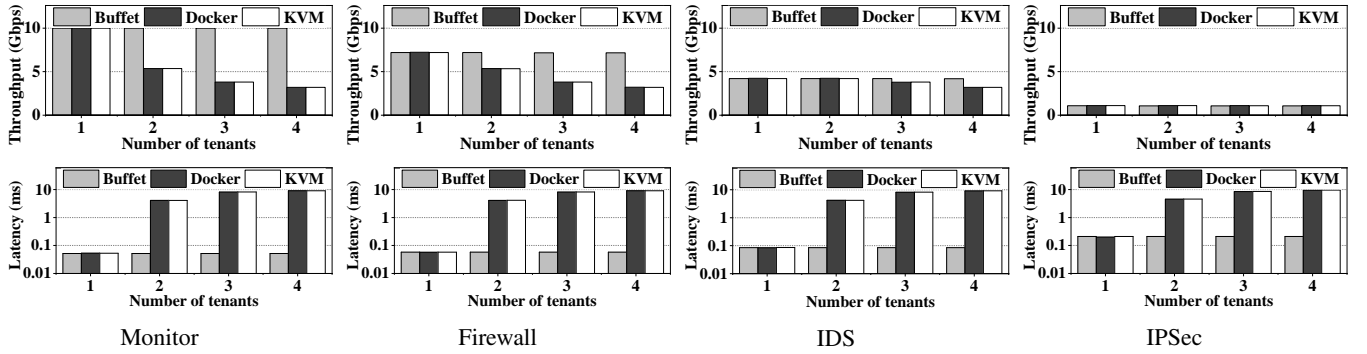 Buffet Docker KVM
Throughput (Gbps)
10
5
0
1 2 3 4
Number of tenants
Buffet Docker KVM
Throughput (Gbps)
10
5
0
1 2 3 4
Number of tenants
Buffet Docker KVM
Throughput (Gbps)
10
5
0
1 2 3 4
Number of tenants
Buffet Docker KVM
Throughput (Gbps)
10
5
0
1 2 3 4
Number of tenants
Buffet Docker KVM
Latency (ms)
10
1
0.1
0.01
1 2 3 4
Number of tenants
Buffet Docker KVM
Latency (ms)
10
1
0.1
0.01
1 2 3 4
Number of tenants
Buffet Docker KVM
Latency (ms)
10
1
0.1
0.01
1 2 3 4
Number of tenants
Buffet Docker KVM
Latency (ms)
10
1
0.1
0.01
1 2 3 4
Number of tenants
Monitor Firewall IDS IPSec